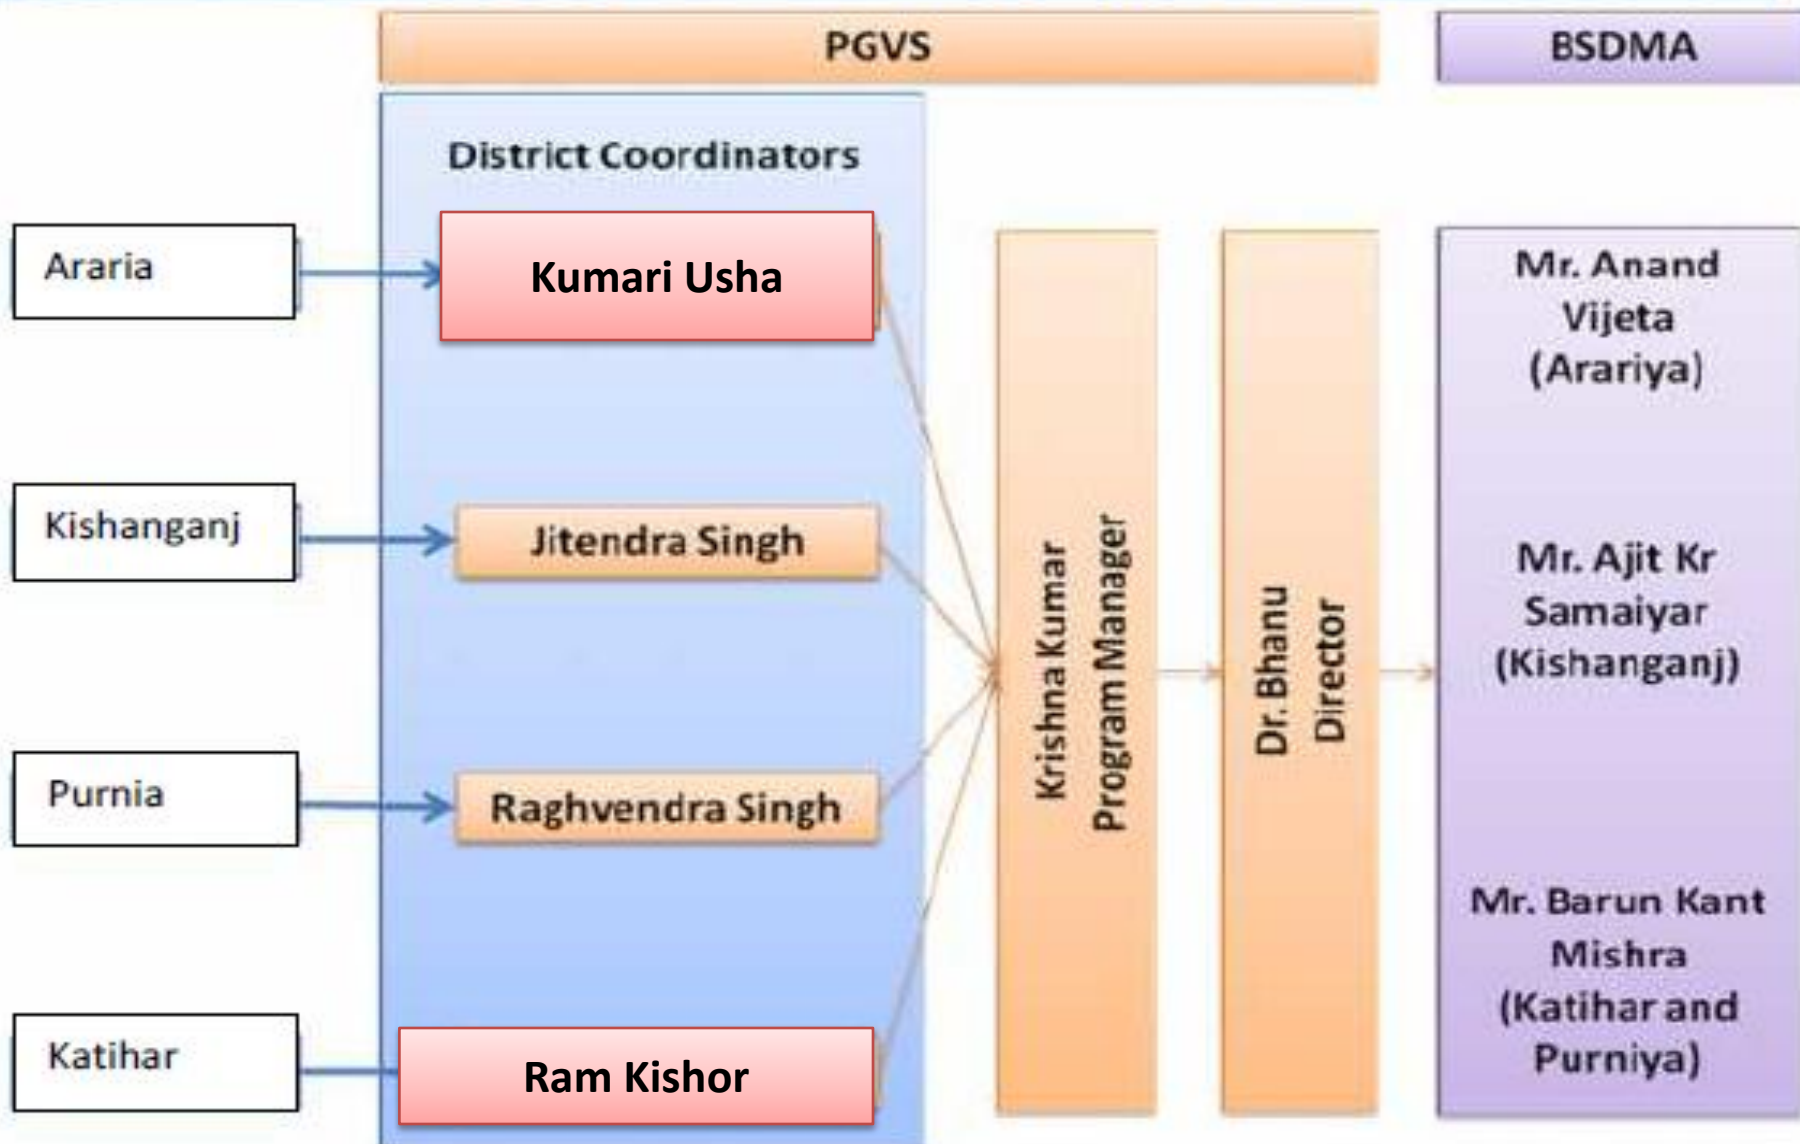 PGVS
BSDMA
District Coordinators
Araria
Kumari Usha
Kishanganj
Jitendra Singh
Purnia
Raghvendra Singh
Katihar
Ram Kishor
Krishna Kumar
Program Manager
Dr. Bhanu
Director
Mr. Anand
Vijeta
(Arariya)
Mr. Ajit Kr
Samaiyar
(Kishanganj)
Mr. Barun Kant
Mishra
(Katihar and
Purniya)